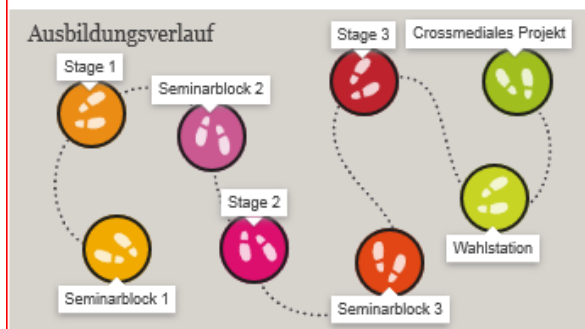 Ausbildungsverlauf
Stage 3
Crossmediales Projekt
Stage 1
Seminarblock 2
Stage 2
Wahlstation
Seminarblock 1
Seminarblock 3